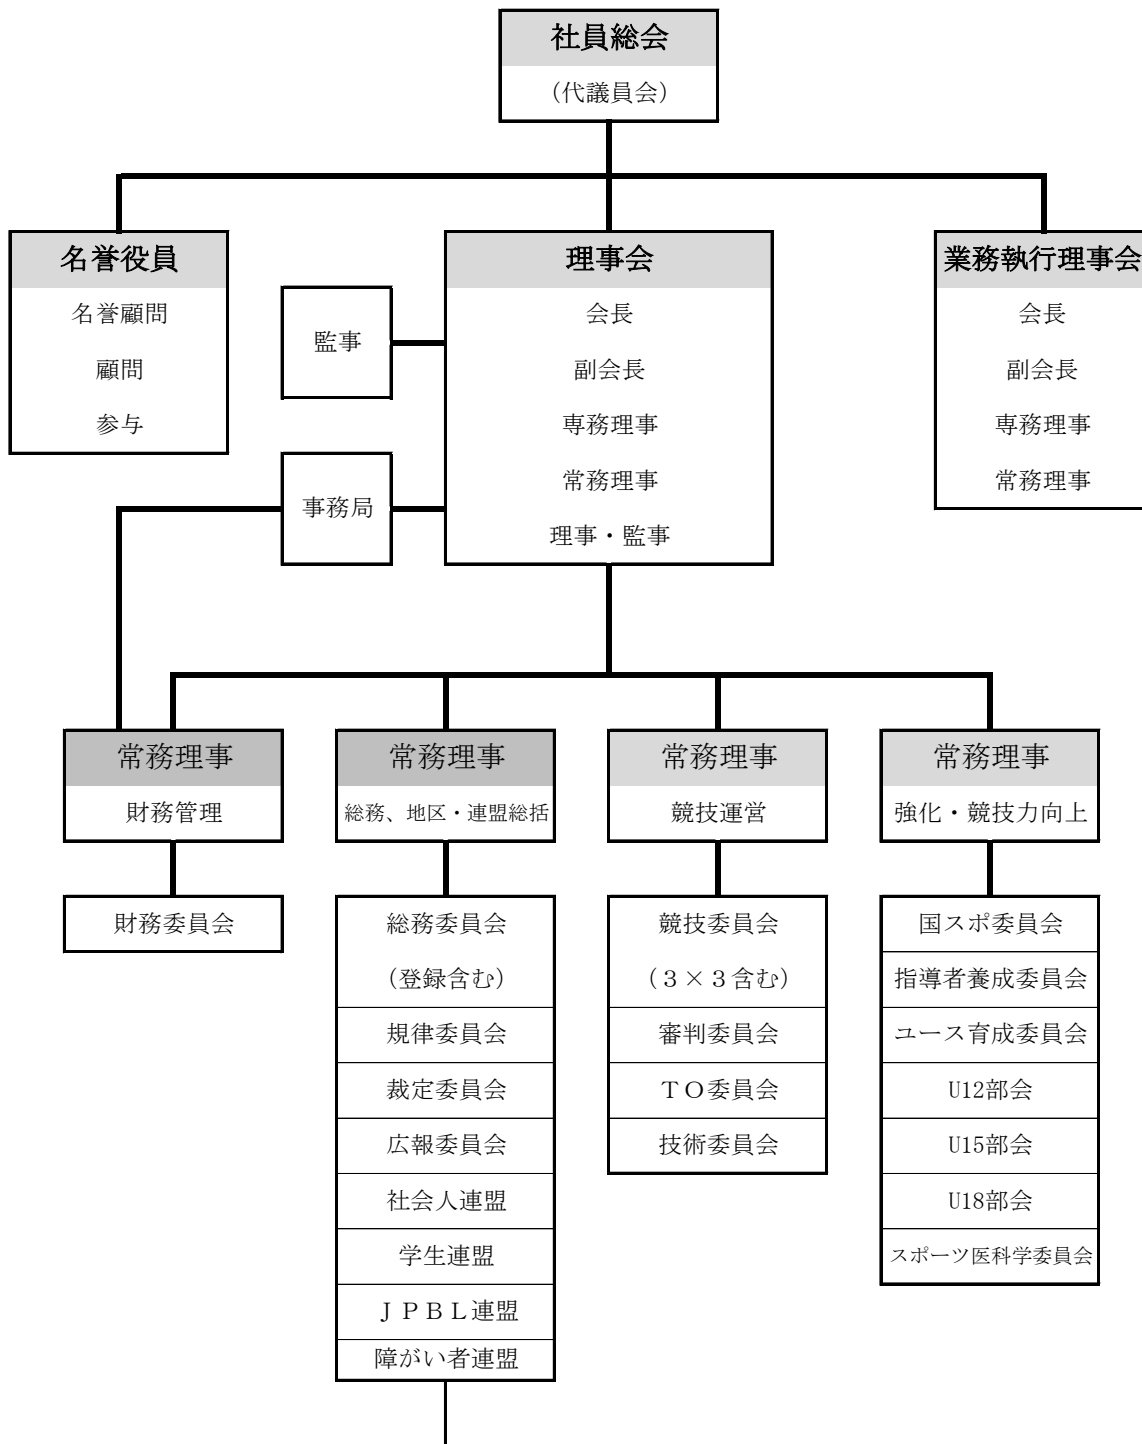 社員総会
（代議員会）
名誉役員
名誉顧問
顧問
参与
監事
事務局
理事会
会長
副会長
専務理事
常務理事
理事・監事
業務執行理事会
会長
副会長
専務理事
常務理事
常務理事
財務管理
財務委員会
常務理事
総務、地区・連盟総括
総務委員会
（登録含む）
規律委員会
裁定委員会
広報委員会
社会人連盟
学生連盟
ＪＰＢＬ連盟
障がい者連盟
常務理事
競技運営
競技委員会
（３×３含む）
審判委員会
ＴＯ委員会
技術委員会
常務理事
強化・競技力向上
国スポ委員会
指導者養成委員会
ユース育成委員会
U12部会
U15部会
U18部会
スポーツ医科学委員会